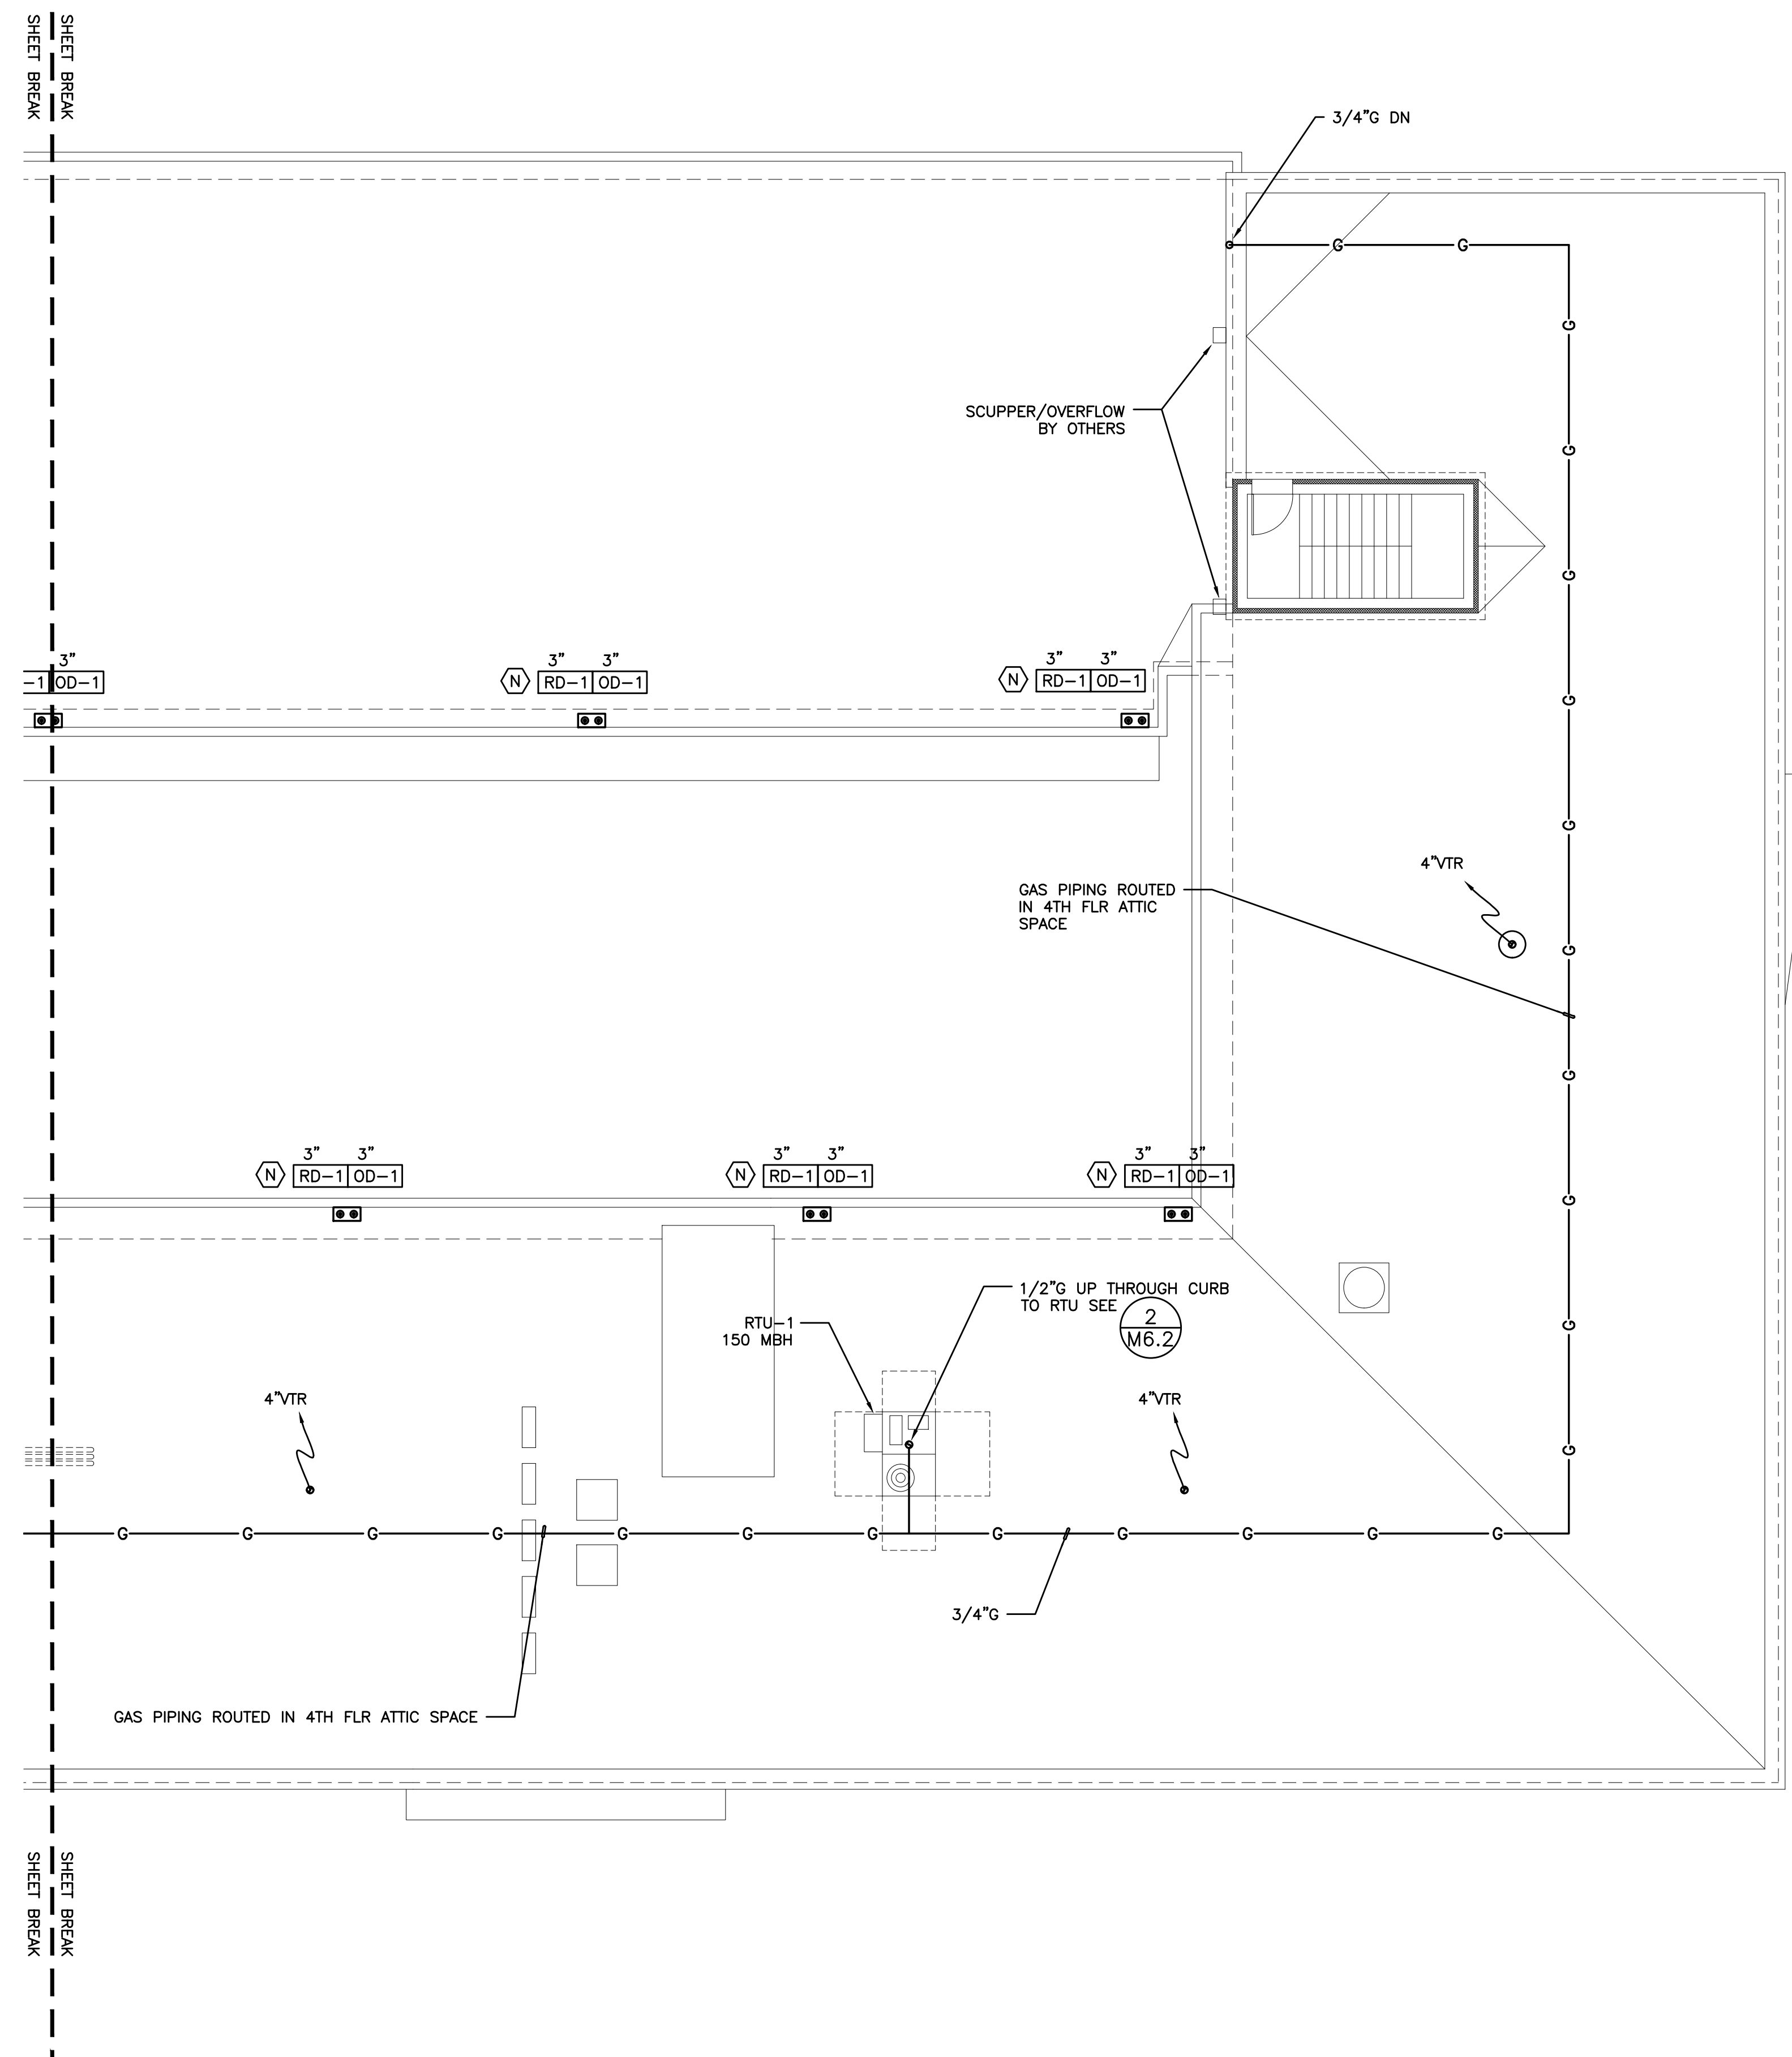 SHEET BREAK
SHEET BREAK
3/4"G DN
G G
G
SCUPPER/OVERFLOW
BY OTHERS
G
G
3"
-1 OD-1
3" 3"
N RD-1 OD-1
3" 3"
N RD-1 OD-1
G
G
4"VTR
GAS PIPING ROUTED
IN 4TH FLR ATTIC
SPACE
G
G
3" 3"
N RD-1 OD-1
3" 3"
N RD-1 OD-1
3" 3"
N RD-1 OD-1
G
1/2"G UP THROUGH CURB
TO RTU SEE
2
M6.2
RTU-1
150 MBH
G
4"VTR
4"VTR
G
G G G G G G G G G G G G
3/4"G
GAS PIPING ROUTED IN 4TH FLR ATTIC SPACE
SHEET BREAK
SHEET BREAK